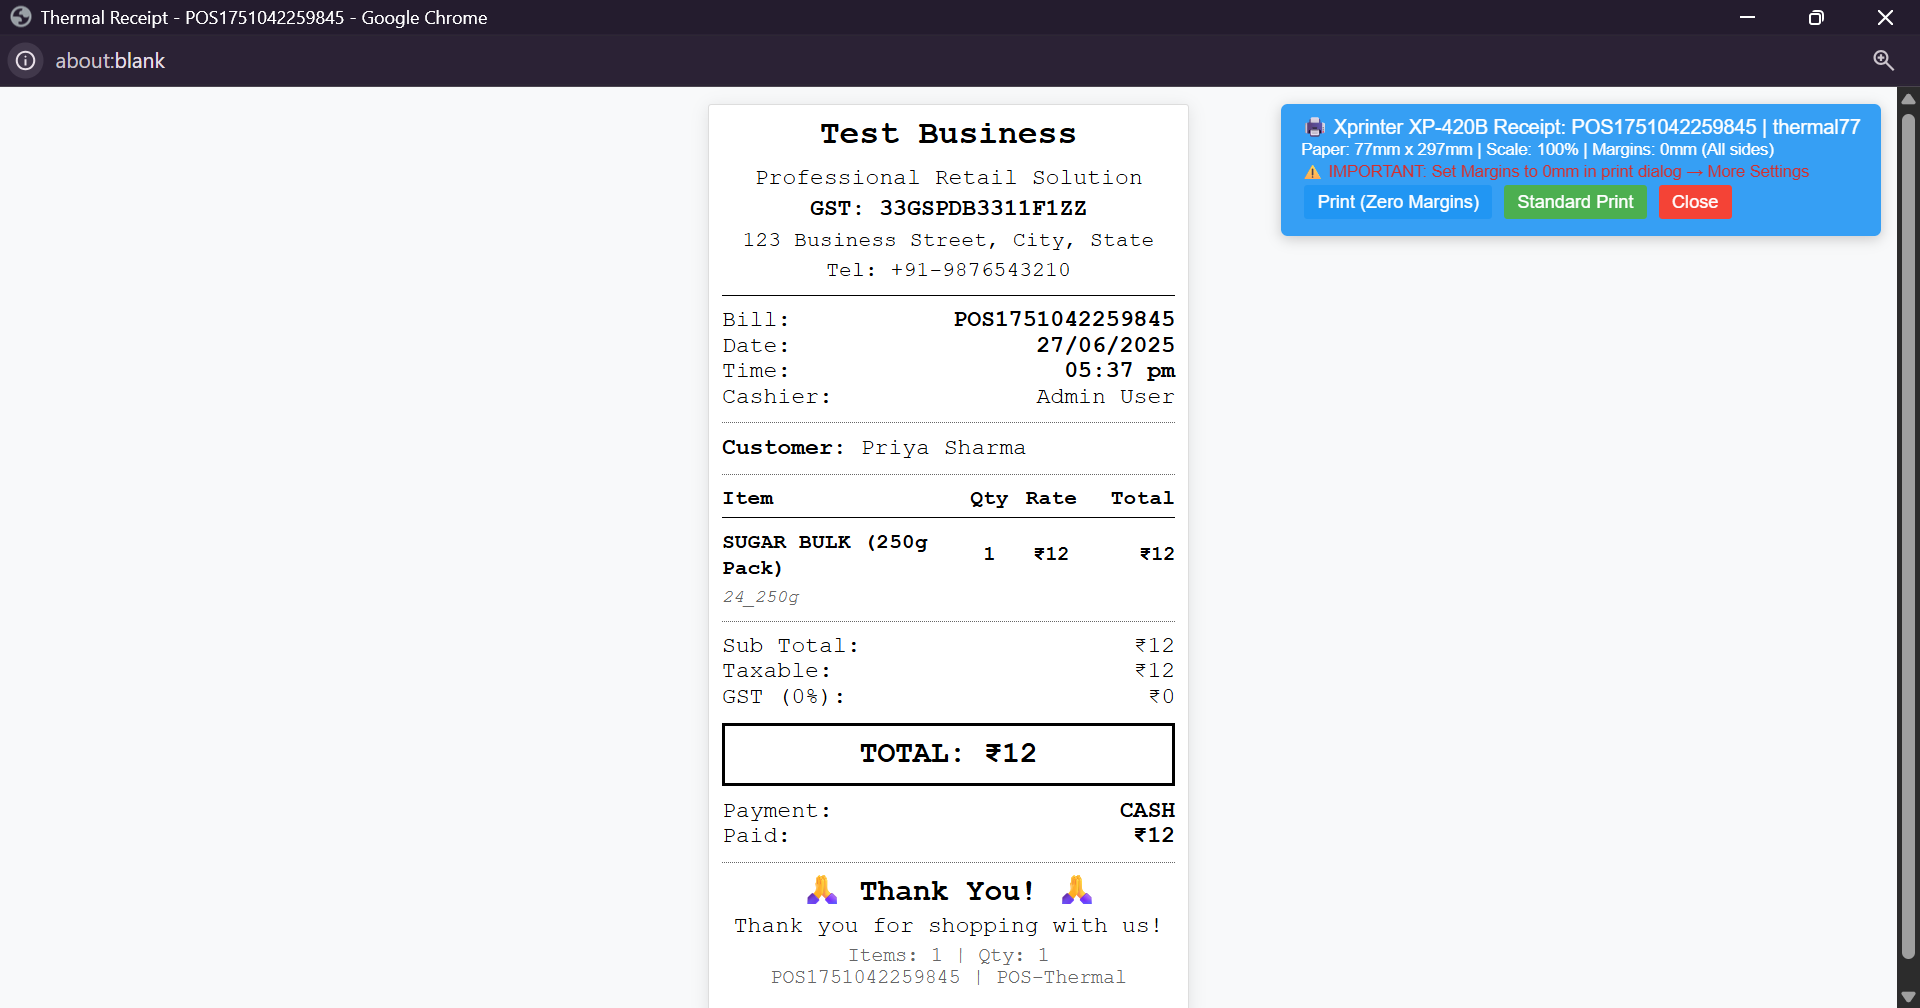 Thermal Receipt - POS1751042259845 - Google Chrome
about:blank
Test Business
Professional Retail Solution
GST: 33GSPDB3311F1ZZ
123 Business Street, City, State
Tel: +91-9876543210
Bill: POS1751042259845
Date: 27/06/2025
Time: 05:37 pm
Cashier: Admin User
Customer: Priya Sharma
Item Qty Rate Total
SUGAR BULK (250g
Pack) 1 ₹12 ₹12
24_250g
Sub Total: ₹12
Taxable: ₹12
GST (0%): ₹0
TOTAL: ₹12
Payment: CASH
Paid: ₹12
🙏 Thank You! 🙏
Thank you for shopping with us!
Items: 1 | Qty: 1
POS1751042259845 | POS-Thermal
🖨️ Xprinter XP-420B Receipt: POS1751042259845 | thermal77
Paper: 77mm x 297mm | Scale: 100% | Margins: 0mm (All sides)
⚠️ IMPORTANT: Set Margins to 0mm in print dialog → More Settings
Print (Zero Margins) Standard Print Close